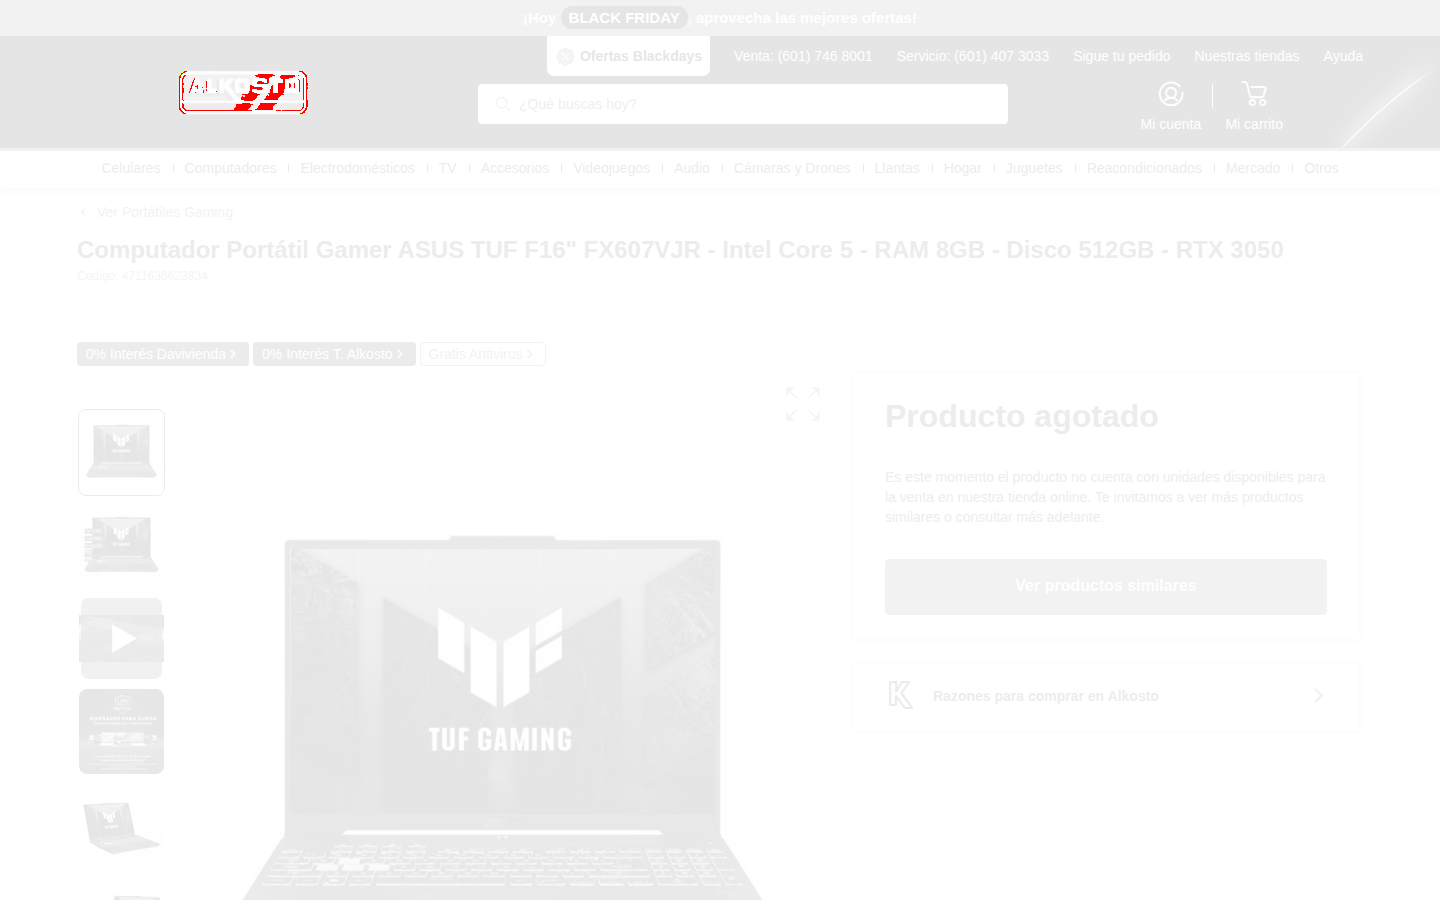 ¡Hoy BLACK FRIDAY, aprovecha las mejores ofertas!
Ofertas Blackdays
Venta: (601) 746 8001
Servicio: (601) 407 3033
Sigue tu pedido
Nuestras tiendas
Ayuda
ALKOSTO
¿Qué buscas hoy?
Mi cuenta
Mi carrito
Celulares
Computadores
Electrodomésticos
TV
Accesorios
Videojuegos
Audio
Cámaras y Drones
Llantas
Hogar
Juguetes
Reacondicionados
Mercado
Otros
Ver Portátiles Gaming
Computador Portátil Gamer ASUS TUF F16" FX607VJR - Intel Core 5 - RAM 8GB - Disco 512GB - RTX 3050
Código: 4711636623834
0% Interés Davivienda
0% Interés T. Alkosto
Gratis Antivirus
TUF GAMING
Producto agotado
Es este momento el producto no cuenta con unidades disponibles para
la venta en nuestra tienda online. Te invitamos a ver más productos
similares o consultar más adelante.
Ver productos similares
K
Razones para comprar en Alkosto